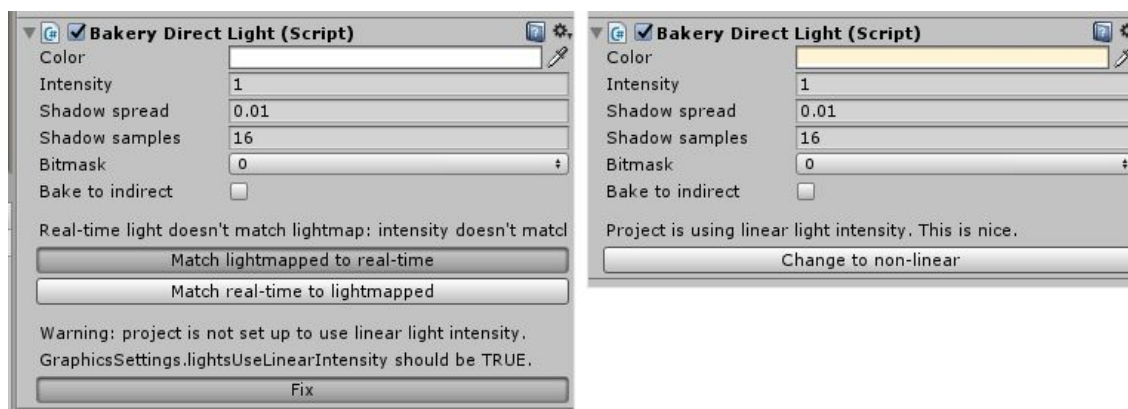 Bakery Direct Light (Script)
Color
Intensity
1
Shadow spread
0.01
Shadow samples
16
Bitmask
0
Bake to indirect
Real-time light doesn't match lightmap: intensity doesn't matcl
Match lightmapped to real-time
Match real-time to lightmapped
Warning: project is not set up to use linear light intensity.
GraphicsSettings.lightsUseLinearIntensity should be TRUE.
Fix
Bakery Direct Light (Script)
Color
Intensity
1
Shadow spread
0.01
Shadow samples
16
Bitmask
0
Bake to indirect
Project is using linear light intensity. This is nice.
Change to non-linear